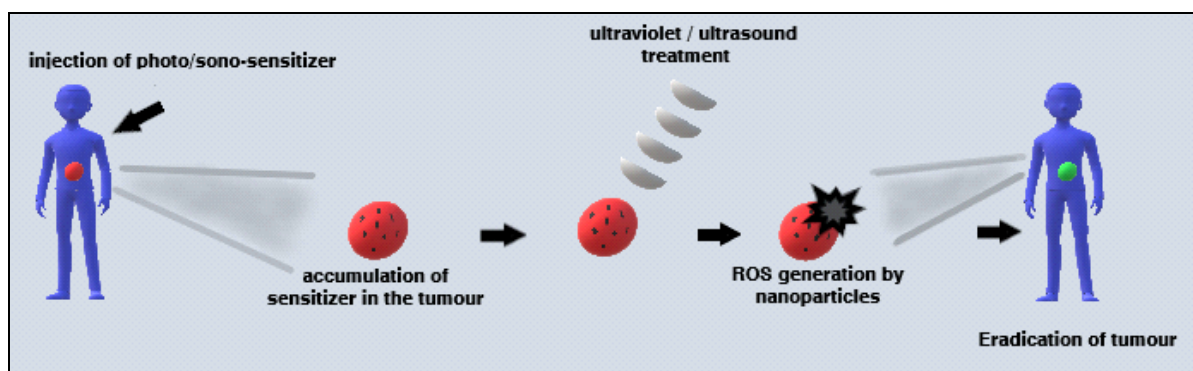 injection of photo/sono-sensitizer
accumulation of
sensitizer in the tumour
ultraviolet / ultrasound
treatment
ROS generation by
nanoparticles
Eradication of tumour